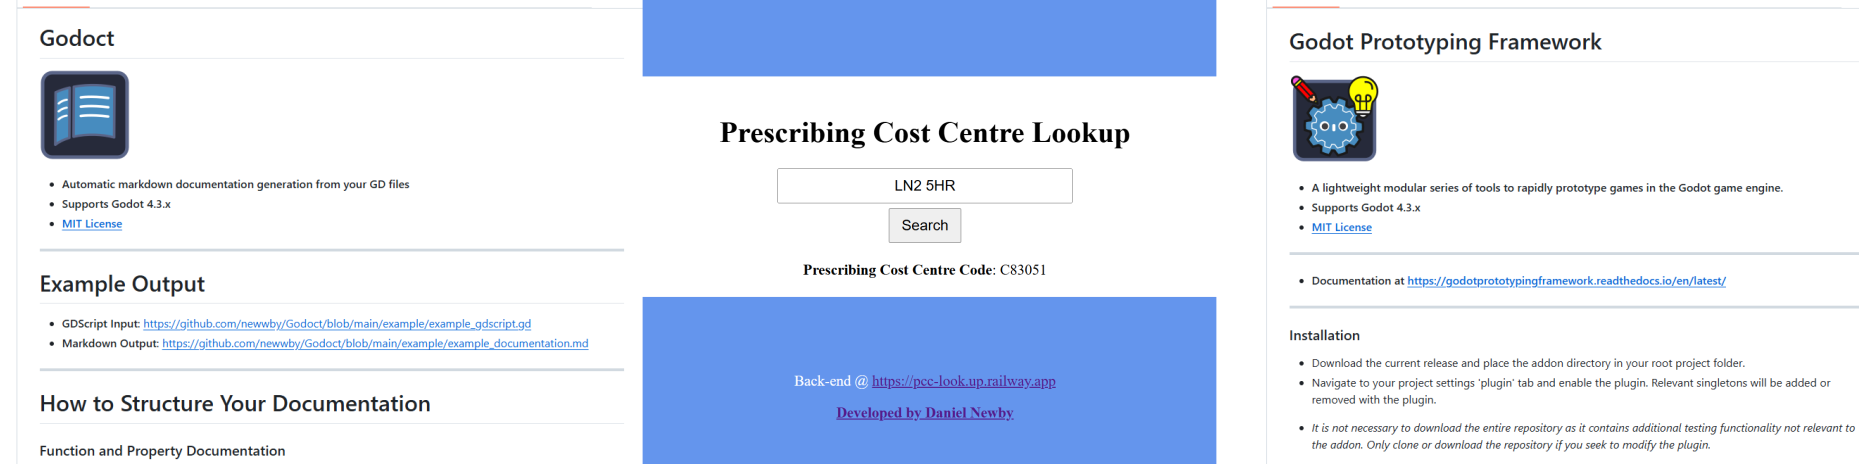 Godoct
Automatic markdown documentation generation from your GD files
Supports Godot 4.3.x
MIT License
Example Output
GDScript Input: https://github.com/newwby/Godoct/blob/main/example/example_gdscript.gd
Markdown Output: https://github.com/newwby/Godoct/blob/main/example/example_documentation.md
How to Structure Your Documentation
Function and Property Documentation
Prescribing Cost Centre Lookup
LN2 5HR
Search
Prescribing Cost Centre Code: C83051
Back-end @ https://pcc-look.up.railway.app
Developed by Daniel Newby
Godot Prototyping Framework
A lightweight modular series of tools to rapidly prototype games in the Godot game engine.
Supports Godot 4.3.x
MIT License
Documentation at https://godotprototypingframework.readthedocs.io/en/latest/
Installation
Download the current release and place the addon directory in your root project folder.
Navigate to your project settings 'plugin' tab and enable the plugin. Relevant singletons will be added or
removed with the plugin.
It is not necessary to download the entire repository as it contains additional testing functionality not relevant to
the addon. Only clone or download the repository if you seek to modify the plugin.